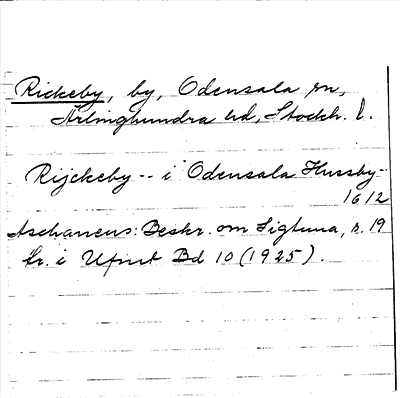 Rickeby, by, Odensala sn,
Ärlinghundra hd, Stockh. l.
Rijckeby -- i Odensala Hussby --
1612
Aschaneus: Beskr. om Sigtuna, s. 19
tr. i Ufmt Bd 10 (1925).